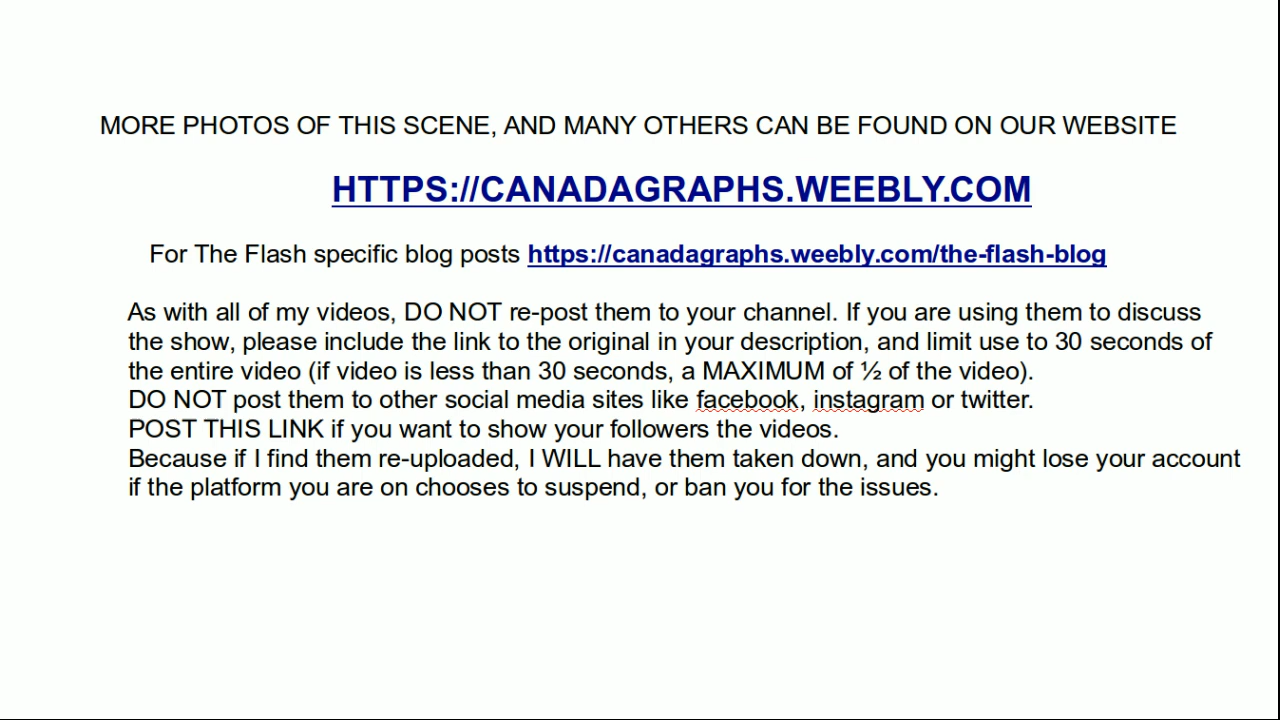 MORE PHOTOS OF THIS SCENE, AND MANY OTHERS CAN BE FOUND ON OUR WEBSITE
HTTPS://CANADAGRAPHS.WEEBLY.COM
For The Flash specific blog posts https://canadagraphs.weebly.com/the-flash-blog
As with all of my videos, DO NOT re-post them to your channel. If you are using them to discuss
the show, please include the link to the original in your description, and limit use to 30 seconds of
the entire video (if video is less than 30 seconds, a MAXIMUM of ½ of the video).
DO NOT post them to other social media sites like facebook, instagram or twitter.
POST THIS LINK if you want to show your followers the videos.
Because if I find them re-uploaded, I WILL have them taken down, and you might lose your account
if the platform you are on chooses to suspend, or ban you for the issues.